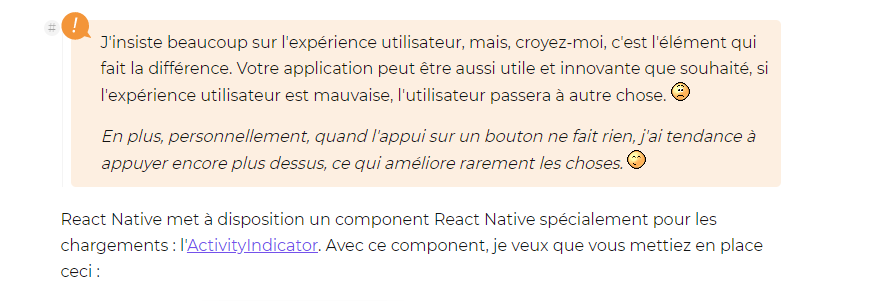 #
!
J'insiste beaucoup sur l'expérience utilisateur, mais, croyez-moi, c'est l'élément qui
fait la différence. Votre application peut être aussi utile et innovante que souhaité, si
l'expérience utilisateur est mauvaise, l'utilisateur passera à autre chose.
En plus, personnellement, quand l'appui sur un bouton ne fait rien, j'ai tendance à
appuyer encore plus dessus, ce qui améliore rarement les choses.
React Native met à disposition un component React Native spécialement pour les
chargements : l'ActivityIndicator. Avec ce component, je veux que vous mettiez en place
ceci :